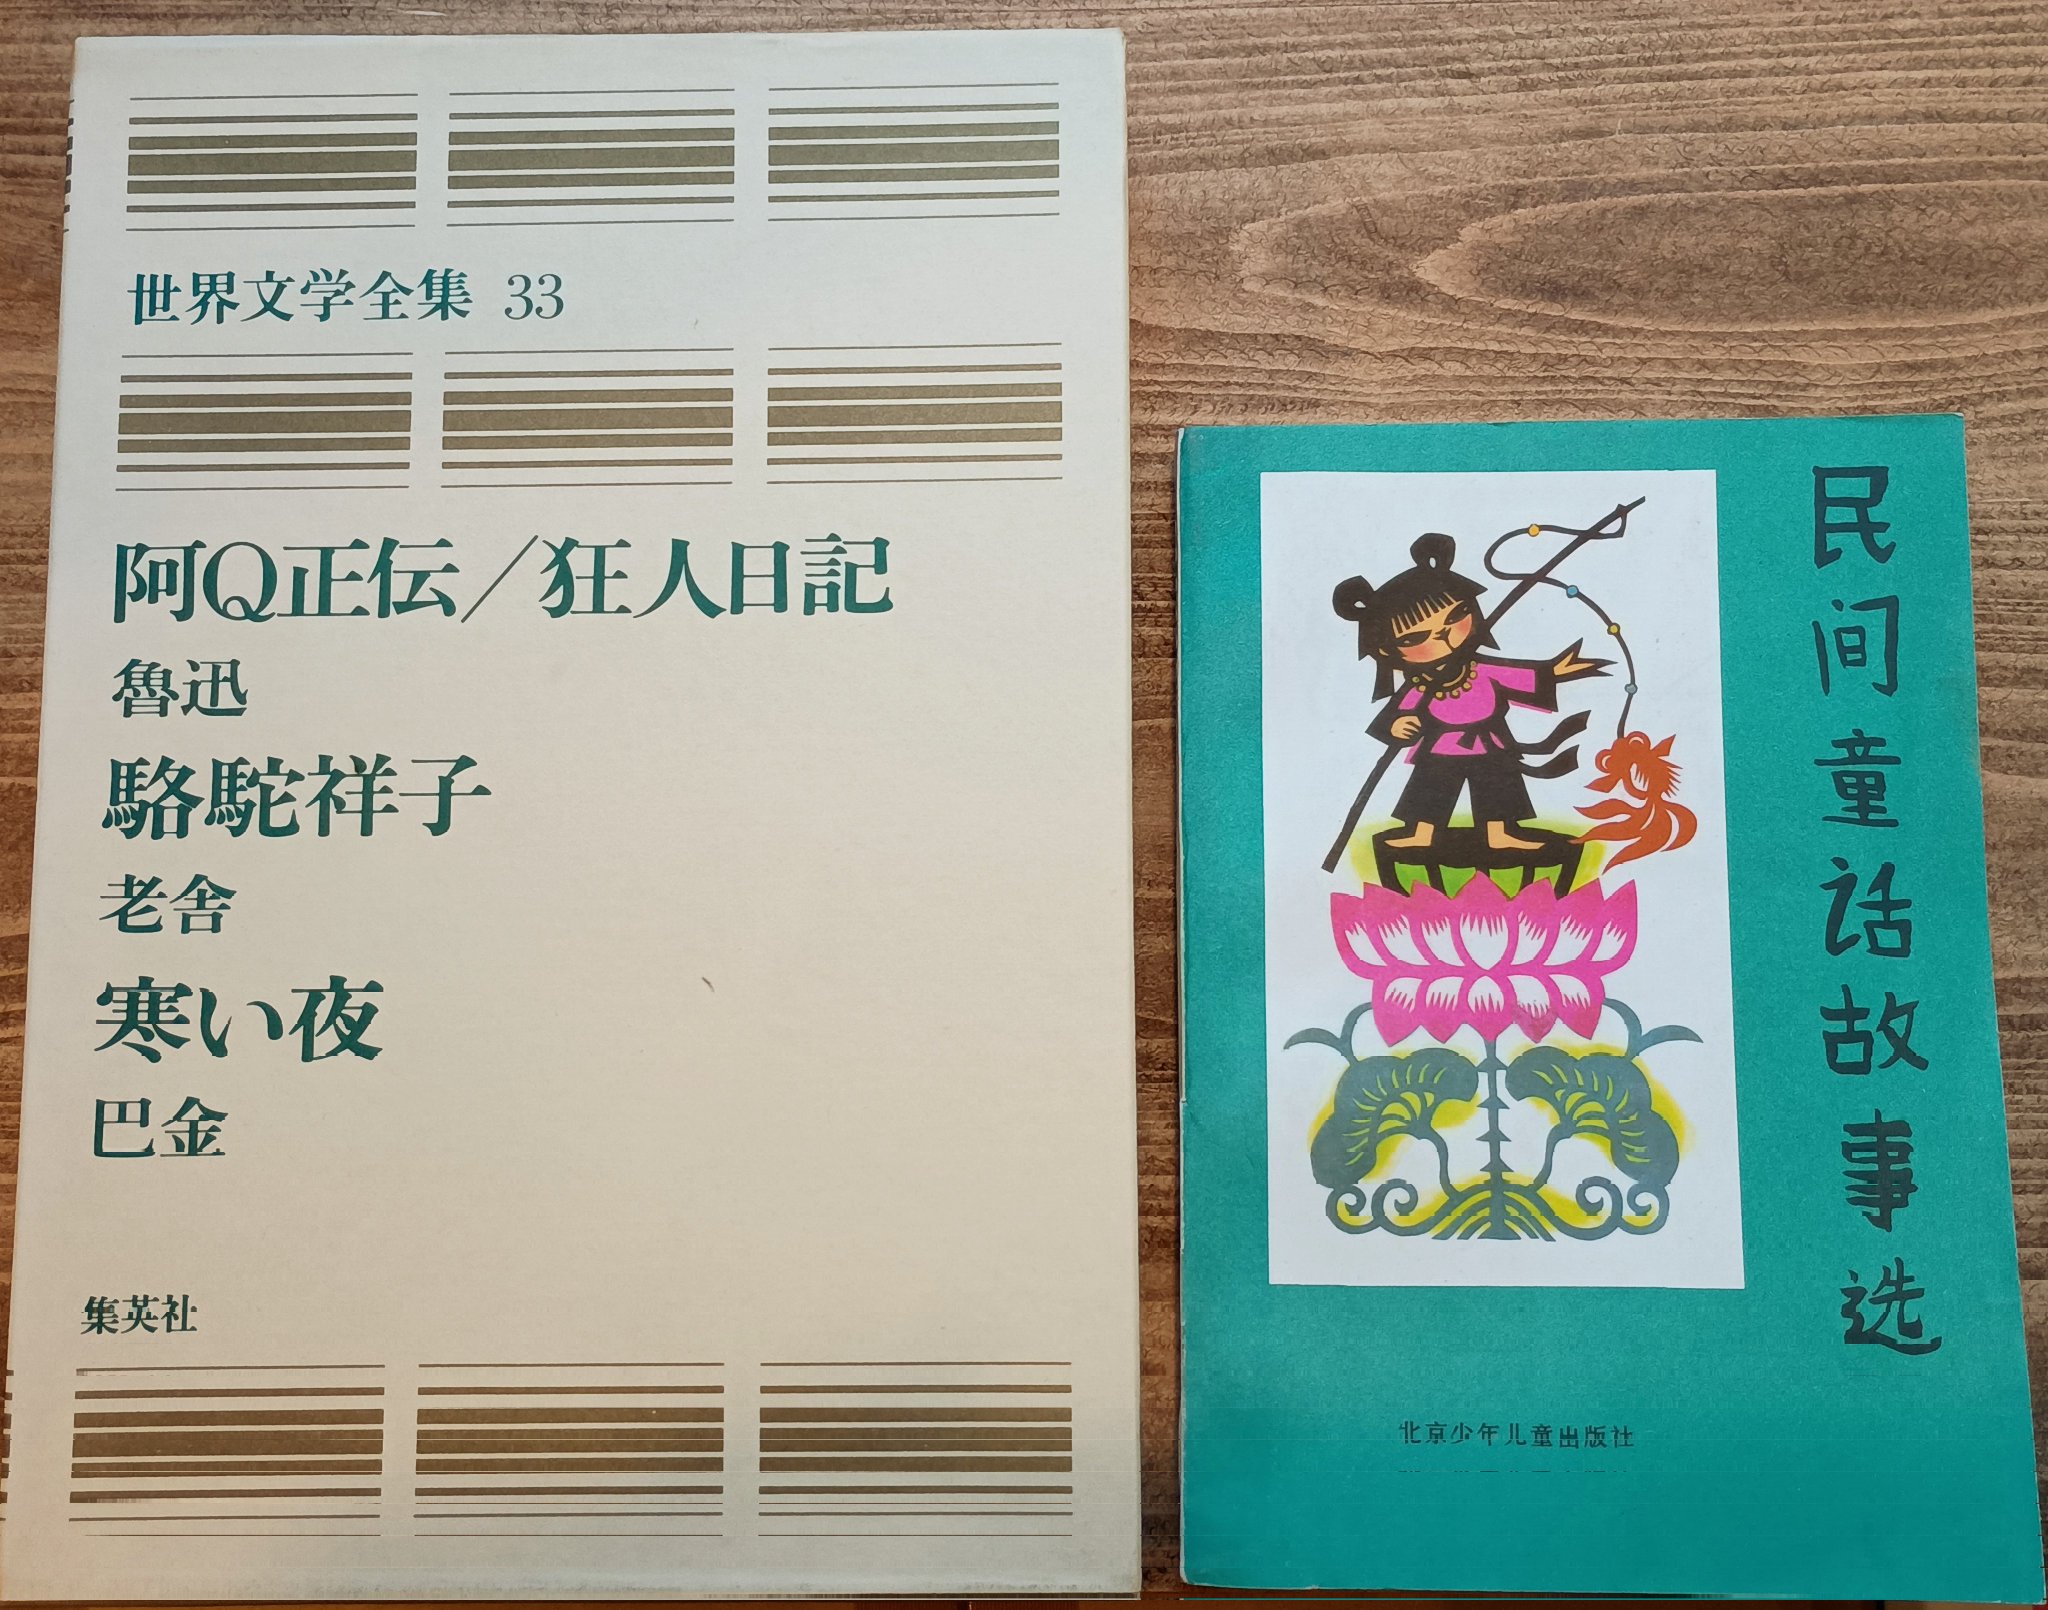 世界文学全集 33
阿Q正伝／狂人日記
魯迅
駱駝祥子
老舎
寒い夜
巴金
集英社
民间童话故事选
北京少年儿童出版社